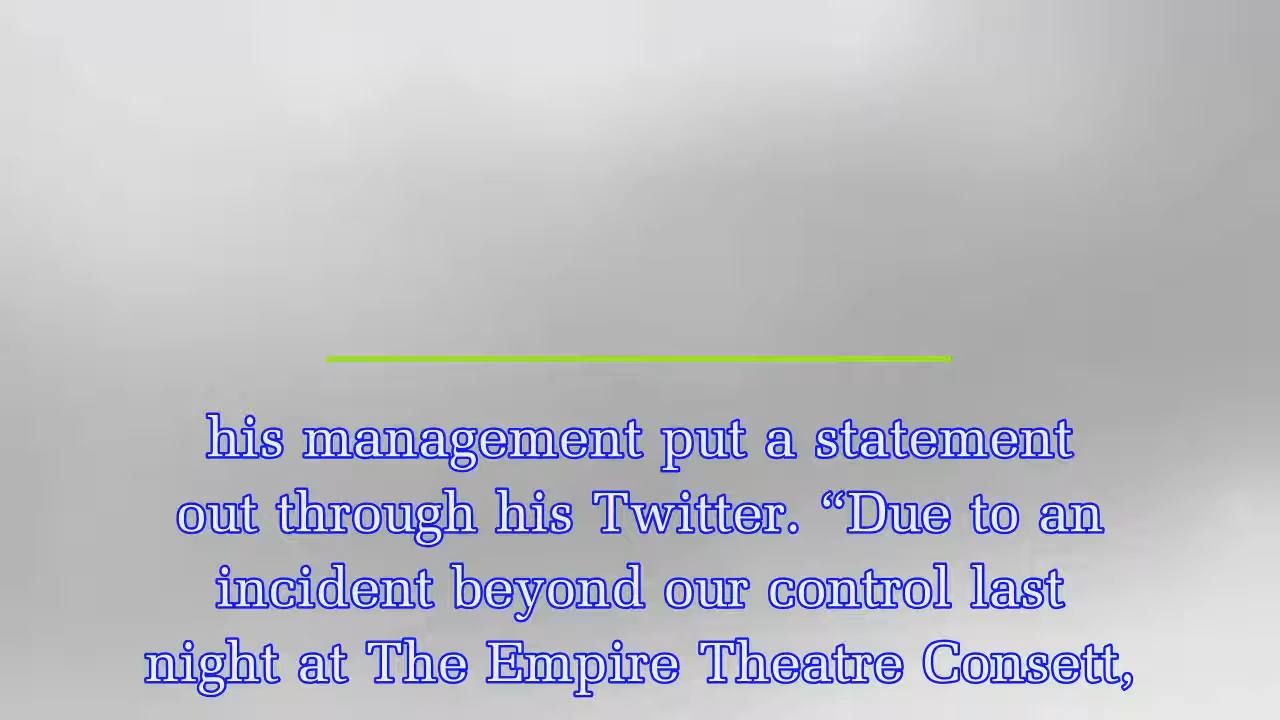 his management put a statement
out through his Twitter. “Due to an
incident beyond our control last
night at The Empire Theatre Consett,